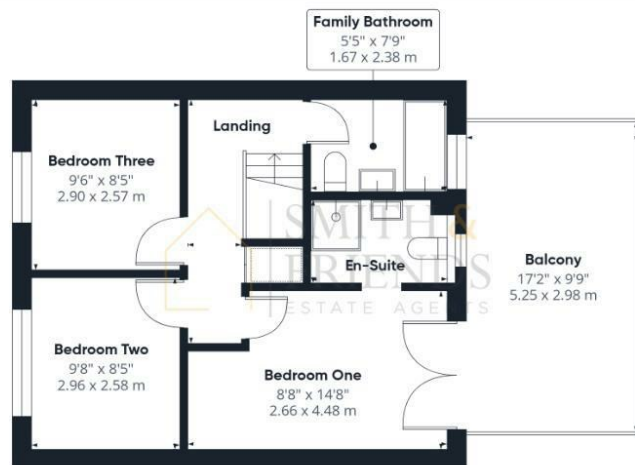 Family Bathroom
5'5" x 7'9"
1.67 x 2.38 m
Landing
Bedroom Three
9'6" x 8'5"
2.90 x 2.57 m
SMITH &
FRIENDS
ESTATE AGENTS
En-Suite
Balcony
17'2" x 9'9"
5.25 x 2.98 m
Bedroom Two
9'8" x 8'5"
2.96 x 2.58 m
Bedroom One
8'8" x 14'8"
2.66 x 4.48 m